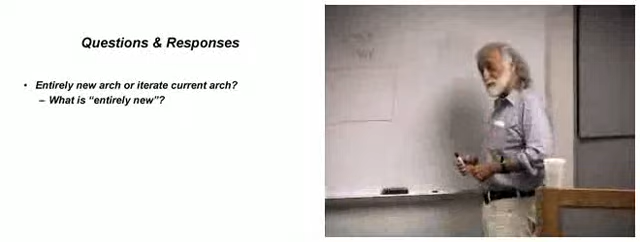 Questions & Responses
• Entirely new arch or iterate current arch?
– What is "entirely new"?